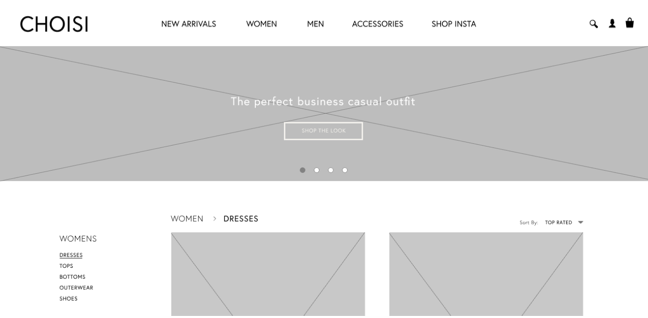 CHOISI
NEW ARRIVALS WOMEN MEN ACCESSORIES SHOP INSTA
The perfect business casual outfit
SHOP THE LOOK
WOMEN > DRESSES
Sort By TOP RATED
WOMENS
DRESSES
TOPS
BOTTOMS
OUTERWEAR
SHOES